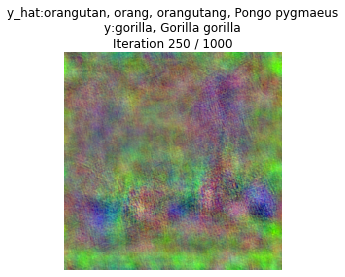 y_hat:orangutan, orang, orangutang, Pongo pygmaeus
y:gorilla, Gorilla gorilla
Iteration 250 / 1000